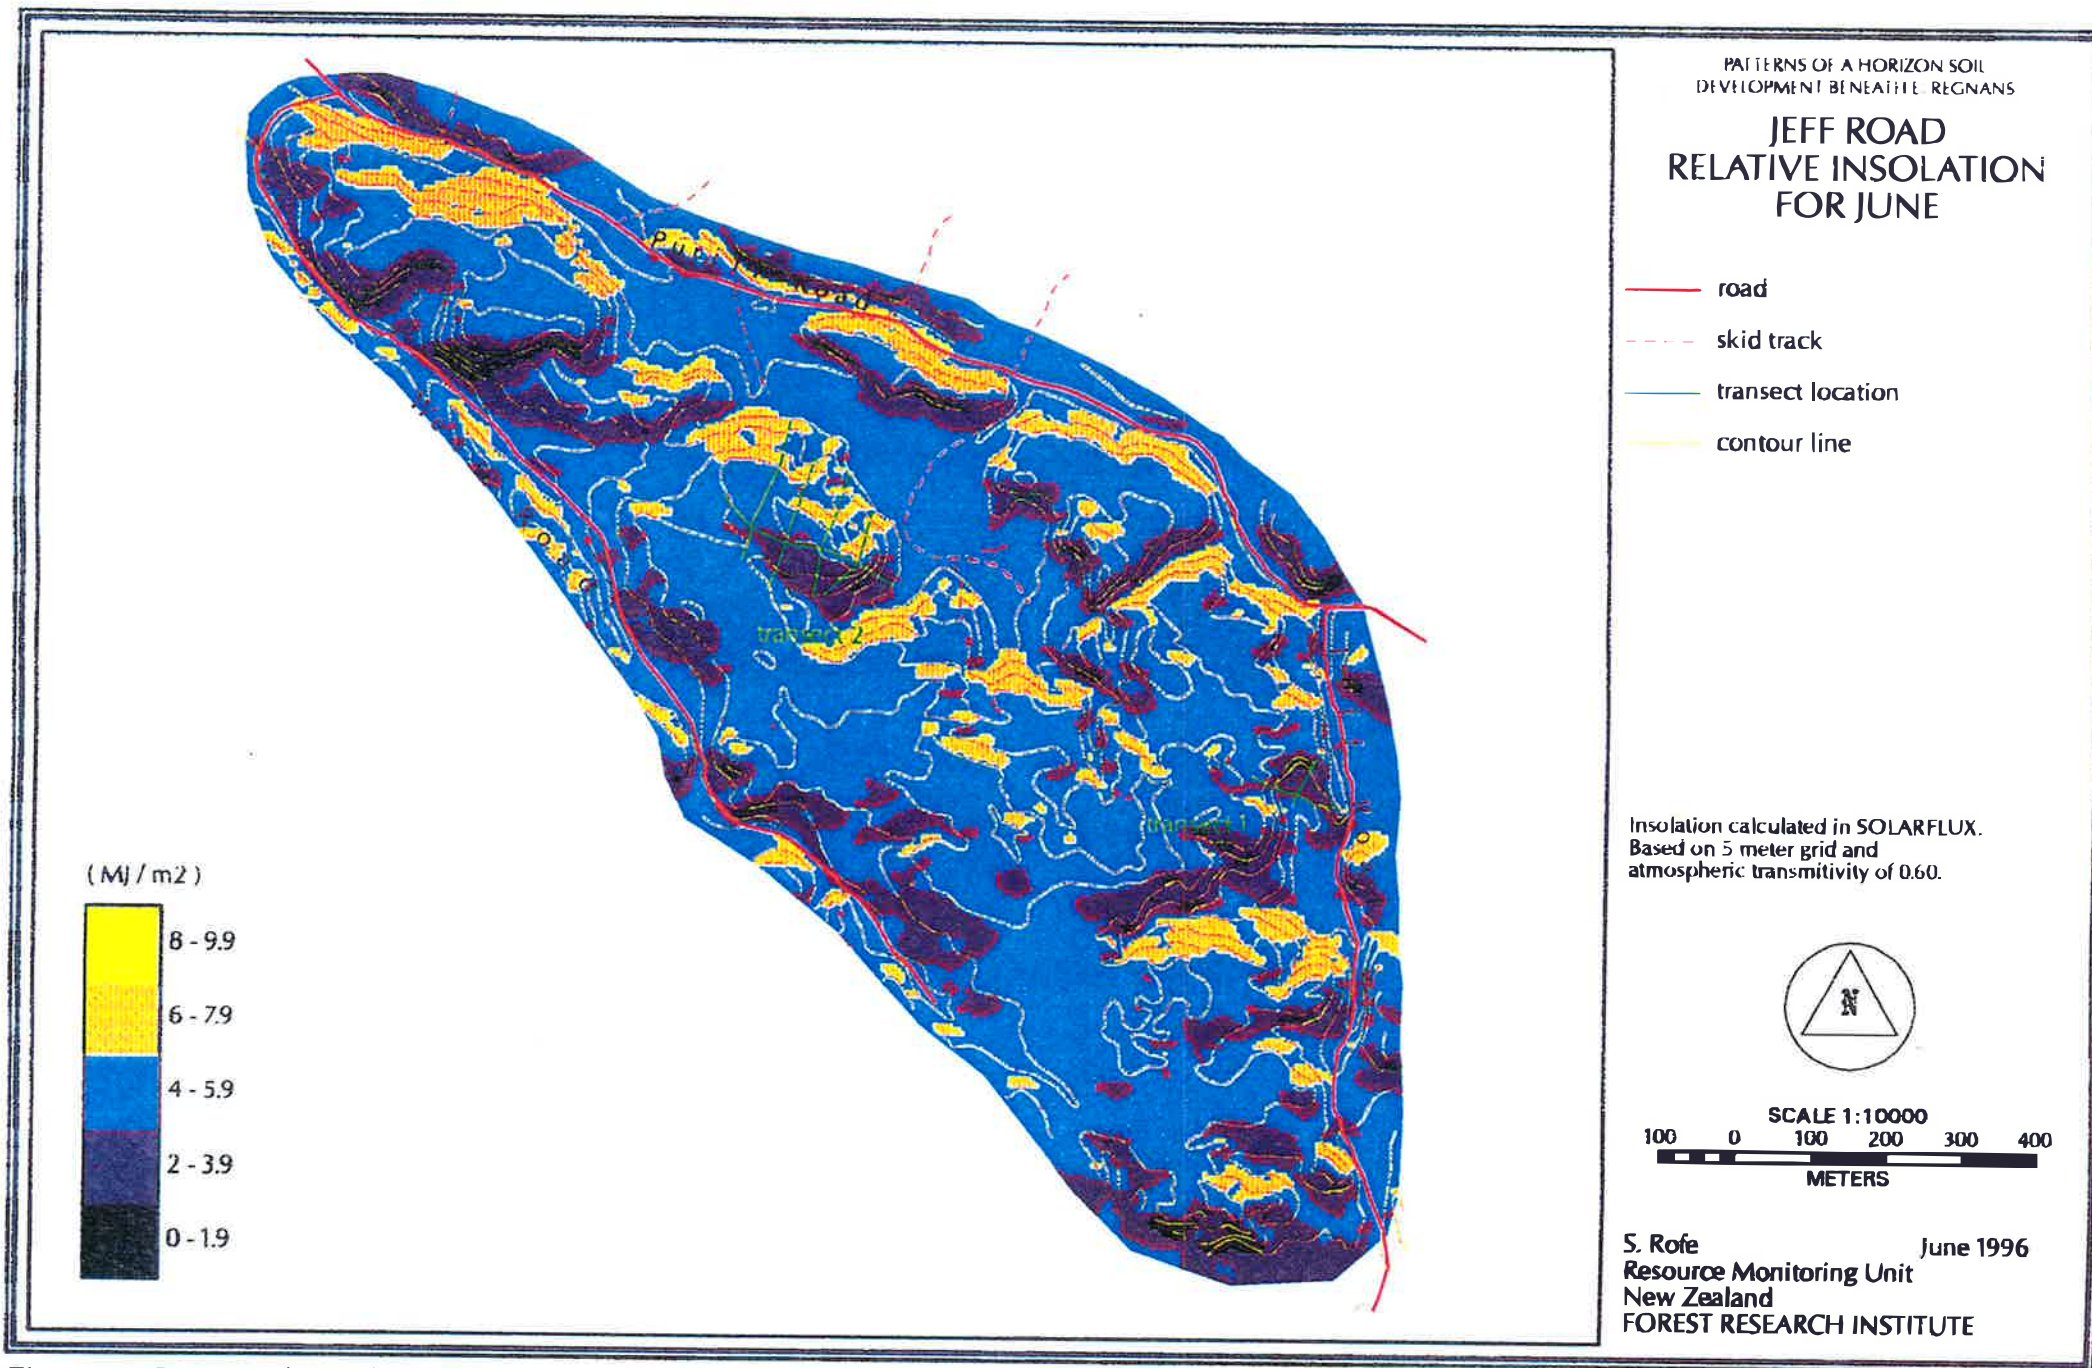 PATTERNS OF A HORIZON SOIL
DEVELOPMENT BENEATH E. REGNANS
JEFF ROAD
RELATIVE INSOLATION
FOR JUNE
road
skid track
transect location
contour line
Road
transect 2
transect 1
(MJ / m2)
8 - 9.9
6 - 7.9
4 - 5.9
2 - 3.9
0 - 1.9
Insolation calculated in SOLARFLUX.
Based on 5 meter grid and
atmospheric transmitivity of 0.60.
N
SCALE 1:10000
100 0 100 200 300 400
METERS
S. Rofe June 1996
Resource Monitoring Unit
New Zealand
FOREST RESEARCH INSTITUTE